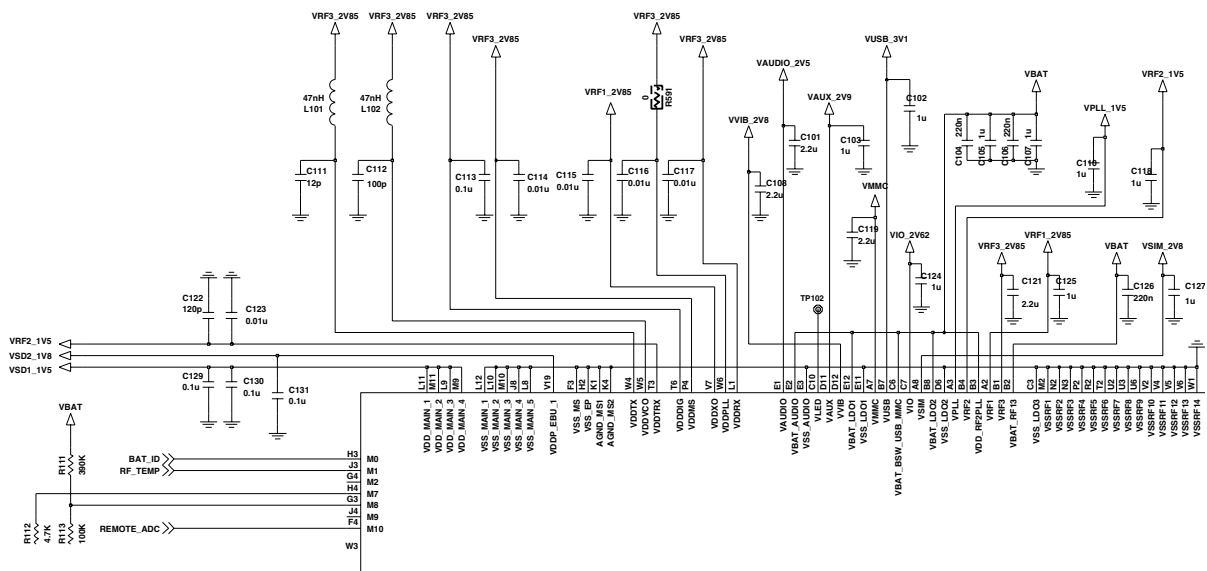 VRF3_2V85
VRF3_2V85
VRF3_2V85
VRF3_2V85
VRF3_2V85
VRF3_2V85
VUSB_3V1
VAUDIO_2V5
VBAT
VRF2_1V5
47nH
L101
47nH
L102
0
R591
VRF1_2V85
VAUX_2V9
VPLL_1V5
C102
1u
VVIB_2V8
C101
2.2u
C103
1u
C104
220n
C105
1u
C106
220n
C107
1u
C111
12p
C112
100p
C113
0.1u
C114
0.01u
C115
0.01u
C116
0.01u
C117
0.01u
C108
2.2u
VMMC
1u
C118
1u
C119
2.2u
VIO_2V62
VRF3_2V85
VRF1_2V85
VBAT
VSIM_2V8
C124
1u
C121
2.2u
C125
1u
C126
220n
C127
1u
C122
120p
C123
0.01u
TP102
VRF2_1V5
VSD2_1V8
VSD1_1V5
C129
0.1u
C130
0.1u
C131
0.1u
L11
M11
L9
M9
L12
L10
M10
J8
L8
V19
F3
H2
K1
K4
W4
W5
T3
T6
P4
V7
W6
L1
E1
E2
E3
C10
D11
D12
E12
E11
A7
B7
C6
C7
A8
B8
D6
A3
B4
B3
A2
B1
B2
C3
M2
N2
N3
P2
R2
T2
U2
U3
U6
V2
V4
V5
V6
W1
VDD_MAIN_1
VDD_MAIN_2
VDD_MAIN_3
VDD_MAIN_4
VSS_MAIN_1
VSS_MAIN_2
VSS_MAIN_3
VSS_MAIN_4
VSS_MAIN_5
VDDP_EBU_1
VSS_MS
VSS_EP
AGND_MS1
AGND_MS2
VDDTX
VDDVCO
VDDTRX
VDDDIG
VDDMS
VDDXO
VDDPLL
VDDRX
VAUDIO
VBAT_AUDIO
VSS_AUDIO
VLED
VAUX
VVIB
VBAT_LDO1
VSS_LDO1
VMMC
VUSB
VBAT_BSW_USB_MMC
VIO
VSIM
VBAT_LDO2
VSS_LDO2
VPLL
VRF2
VDD_RFPLL
VRF1
VRF3
VBAT_RF13
VSS_LDO3
VSSRF1
VSSRF2
VSSRF3
VSSRF4
VSSRF5
VSSRF6
VSSRF7
VSSRF8
VSSRF9
VSSRF10
VSSRF11
VSSRF12
VSSRF13
VSSRF14
VBAT
R111
390K
BAT_ID
RF_TEMP
H3
J3
G4
H4
G3
J4
F4
W3
M0
M1
M2
M7
M8
M9
M10
R112
4.7K
R113
100K
REMOTE_ADC